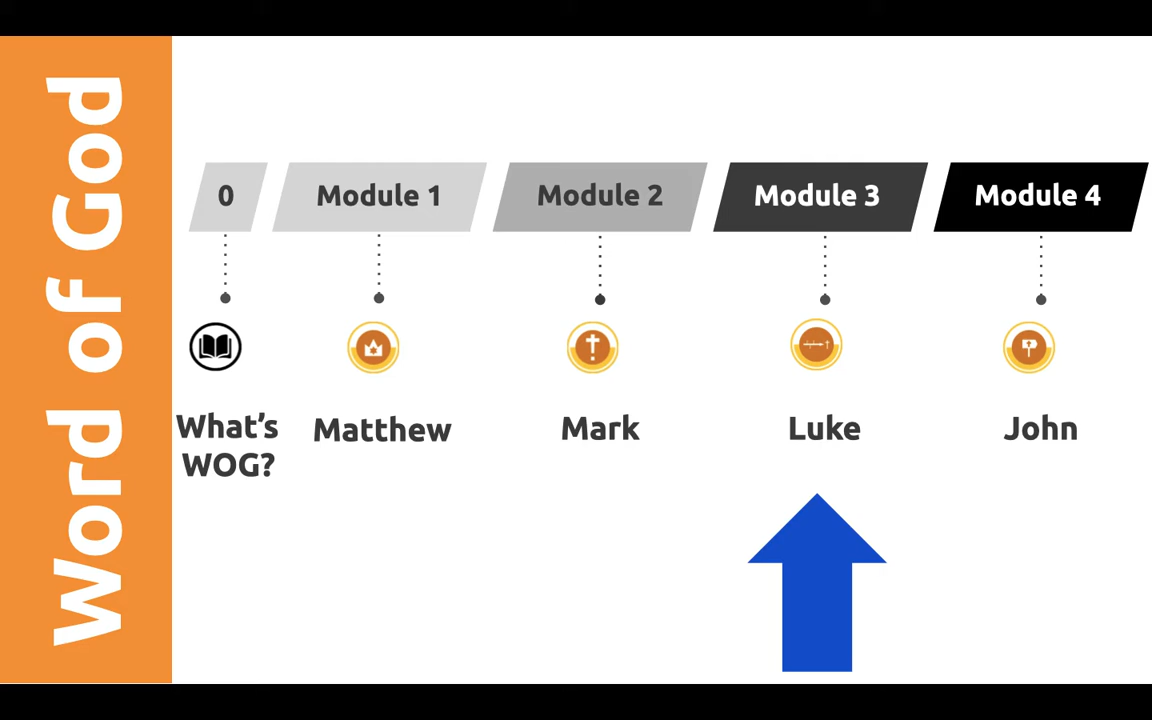 Word of God
0
Module 1
Module 2
Module 3
Module 4
What's
WOG?
Matthew
Mark
Luke
John